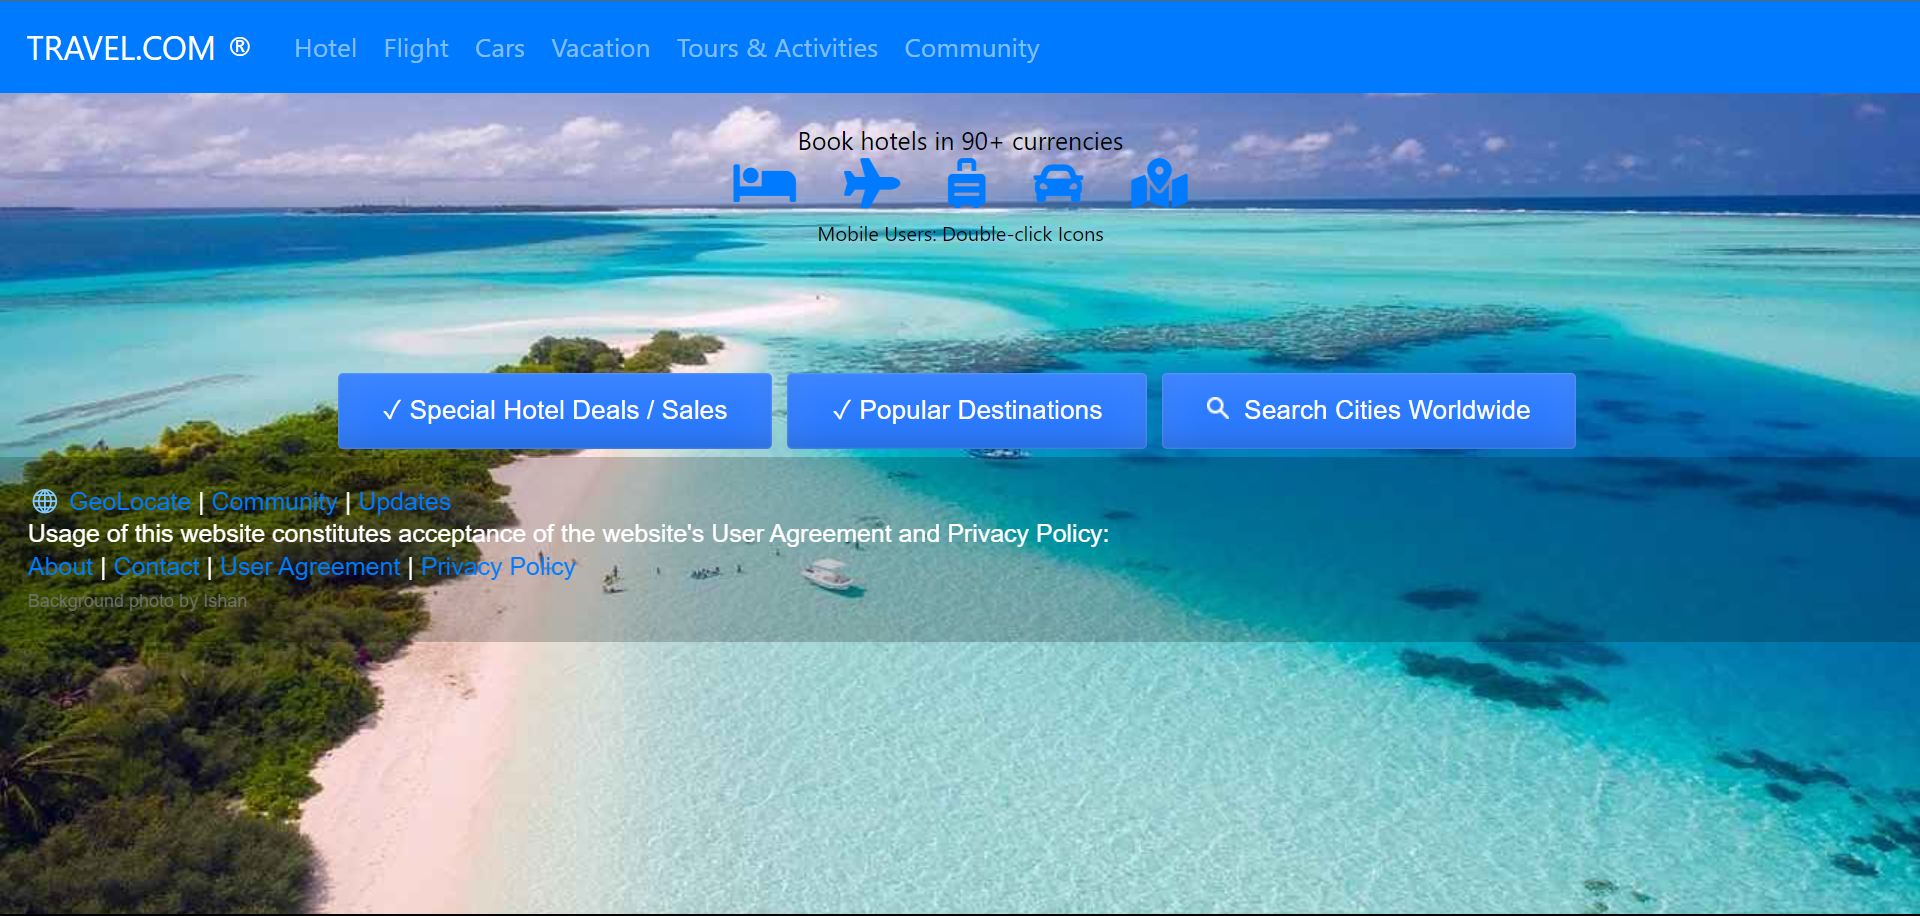 TRAVEL.COM ® Hotel Flight Cars Vacation Tours & Activities Community
Book hotels in 90+ currencies
Mobile Users: Double-click Icons
✓ Special Hotel Deals / Sales
✓ Popular Destinations
Search Cities Worldwide
GeoLocate | Community | Updates
Usage of this website constitutes acceptance of the website's User Agreement and Privacy Policy:
About | Contact | User Agreement | Privacy Policy
Background photo by Ishan